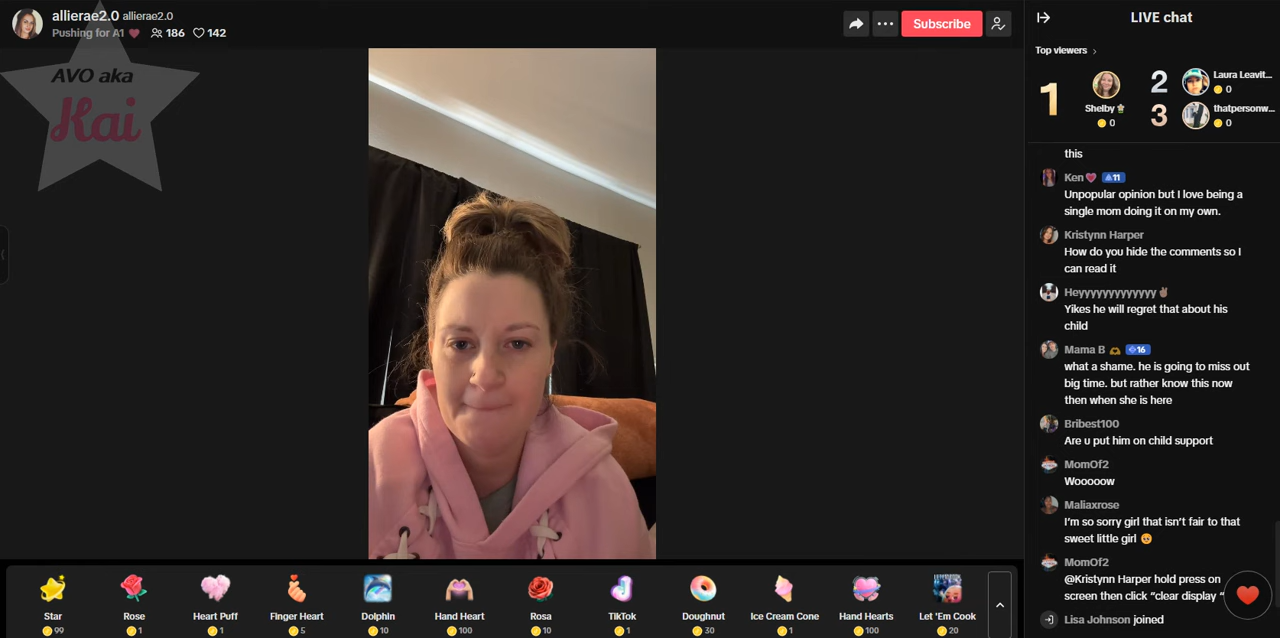 allierae2.0 allierae2.0
Pushing for A1 186 142
AVO aka
Kai
Subscribe
LIVE chat
Top viewers
1
Shelby
0
2
Laura Leavit...
0
3
thatpersonw...
0
this
Ken 11
Unpopular opinion but I love being a
single mom doing it on my own.
Kristynn Harper
How do you hide the comments so I
can read it
Heyyyyyyyyyyyyy
Yikes he will regret that about his
child
Mama B 16
what a shame. he is going to miss out
big time. but rather know this now
then when she is here
Bribest100
Are u put him on child support
MomOf2
Wooooow
Maliaxrose
I'm so sorry girl that isn't fair to that
sweet little girl
MomOf2
@Kristynn Harper hold press on
screen then click "clear display "
Lisa Johnson joined
Star
99
Rose
1
Heart Puff
1
Finger Heart
5
Dolphin
10
Hand Heart
100
Rosa
10
TikTok
1
Doughnut
30
Ice Cream Cone
1
Hand Hearts
100
Let 'Em Cook
20